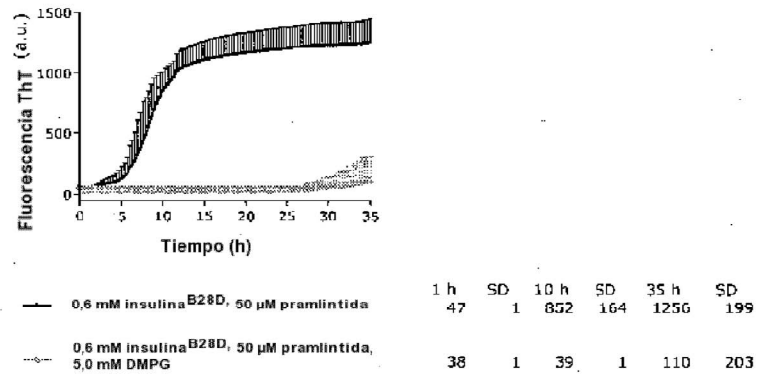 Fluorescencia ThT (a.u.)
1500
1000
500
0
0 5 10 15 20 25 30 35
Tiempo (h)
1 h SD 10 h SD 35 h SD
0,6 mM insulina B28D, 50 µM pramlintida 47 1 852 164 1256 199
0,6 mM insulina B28D, 50 µM pramlintida,
5,0 mM DMPG 38 1 39 1 110 203